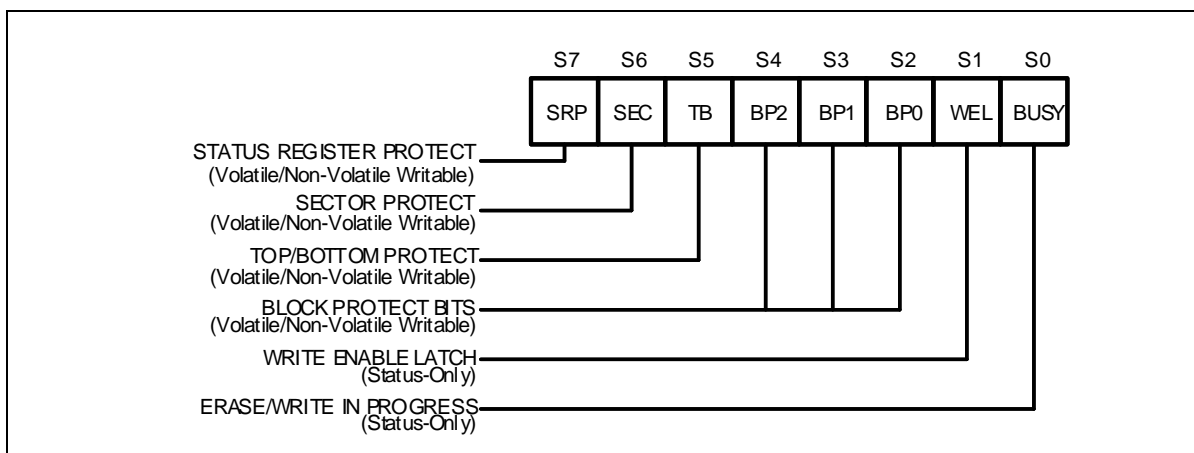 S7 S6 S5 S4 S3 S2 S1 S0
SRP SEC TB BP2 BP1 BP0 WEL BUSY
STATUS REGISTER PROTECT
(Volatile/Non-Volatile Writable)
SECTOR PROTECT
(Volatile/Non-Volatile Writable)
TOP/BOTTOM PROTECT
(Volatile/Non-Volatile Writable)
BLOCK PROTECT BITS
(Volatile/Non-Volatile Writable)
WRITE ENABLE LATCH
(Status-Only)
ERASE/WRITE IN PROGRESS
(Status-Only)